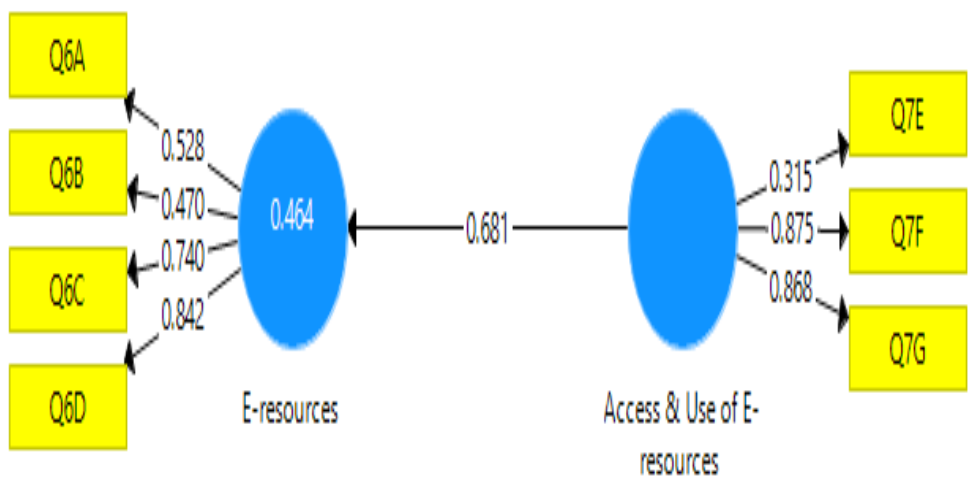 Q6A
Q6B
Q6C
Q6D
0.528
0.470
0.740
0.842
0.464
E-resources
0.681
Access & Use of E-
resources
0.315
0.875
0.868
Q7E
Q7F
Q7G